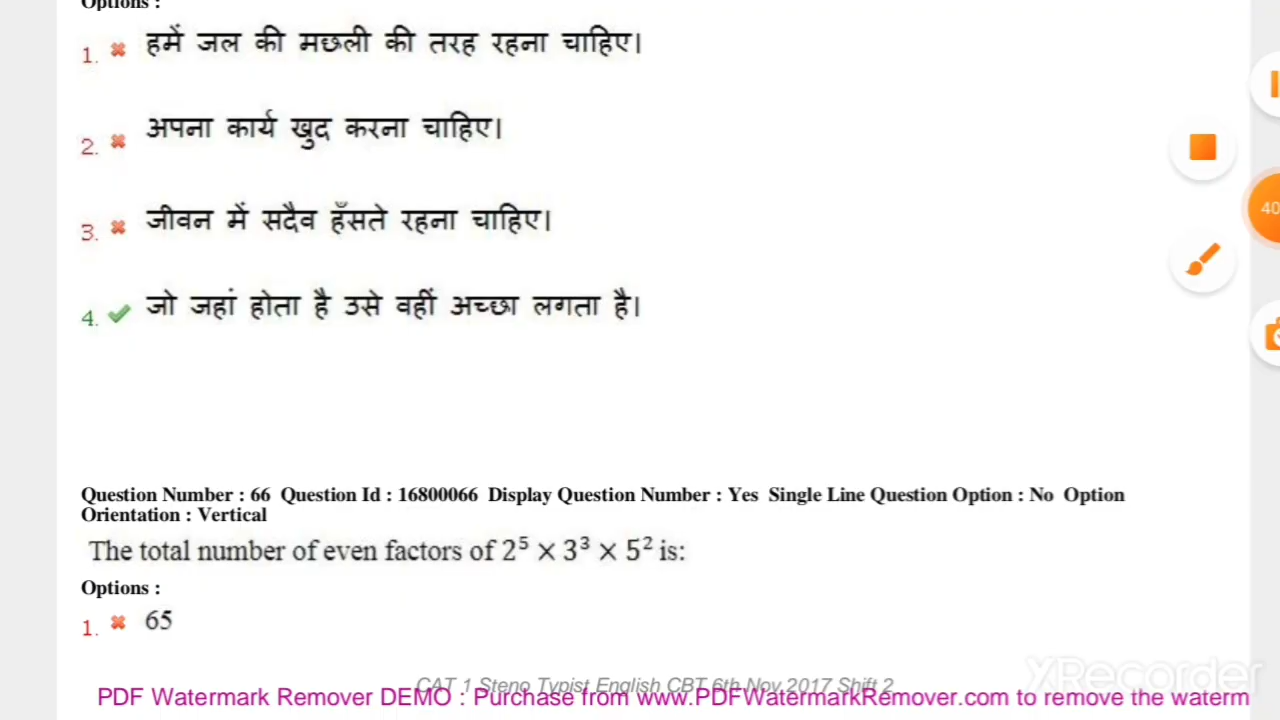 Options :
1. हमें जल की मछली की तरह रहना चाहिए।
2. अपना कार्य खुद करना चाहिए।
3. जीवन में सदैव हँसते रहना चाहिए।
4. जो जहां होता है उसे वहीं अच्छा लगता है।
40
Question Number : 66 Question Id : 16800066 Display Question Number : Yes Single Line Question Option : No Option
Orientation : Vertical
The total number of even factors of 2⁵ × 3³ × 5² is:
Options :
1. 65
XRecorder
CAT 1 Steno Typist English CBT 6th Nov 2017 Shift 2
PDF Watermark Remover DEMO : Purchase from www.PDFWatermarkRemover.com to remove the waterm